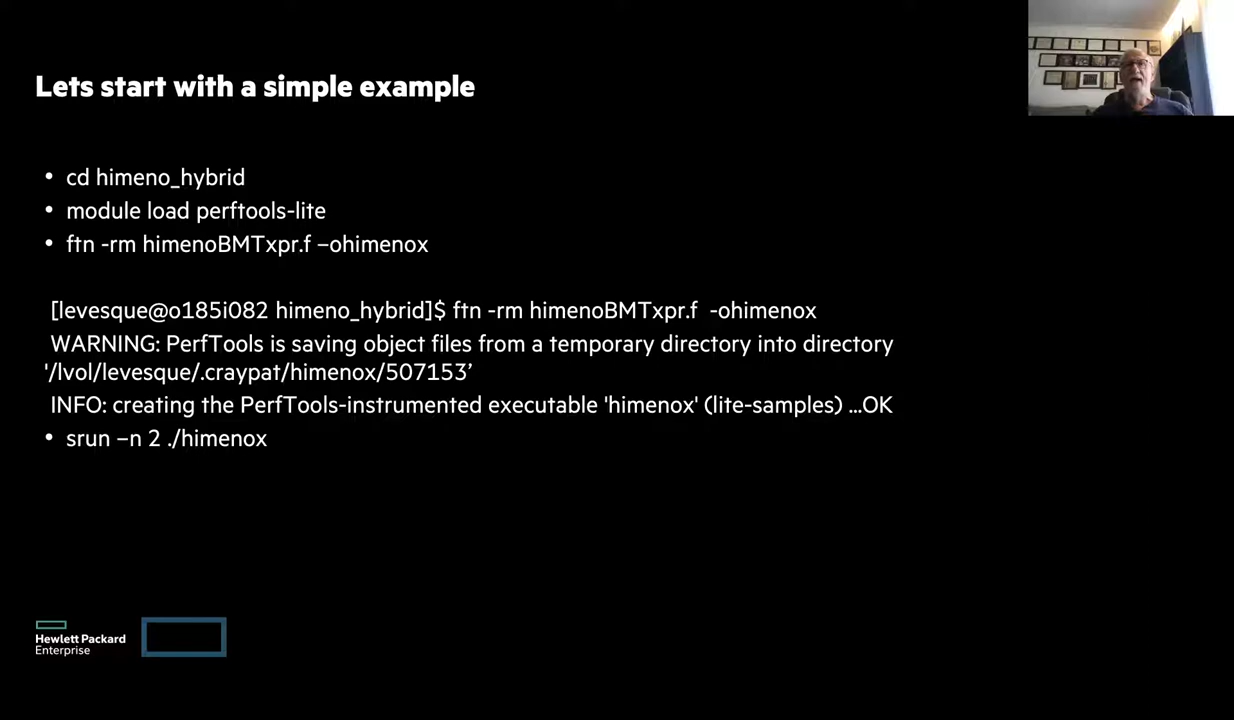 Lets start with a simple example
• cd himeno_hybrid
• module load perftools-lite
• ftn -rm himenoBMTxpr.f –ohimenox
[levesque@o185i082 himeno_hybrid]$ ftn -rm himenoBMTxpr.f -ohimenox
WARNING: PerfTools is saving object files from a temporary directory into directory
'/lvol/levesque/.craypat/himenox/507153’
INFO: creating the PerfTools-instrumented executable 'himenox' (lite-samples) ...OK
• srun –n 2 ./himenox
Hewlett Packard
Enterprise